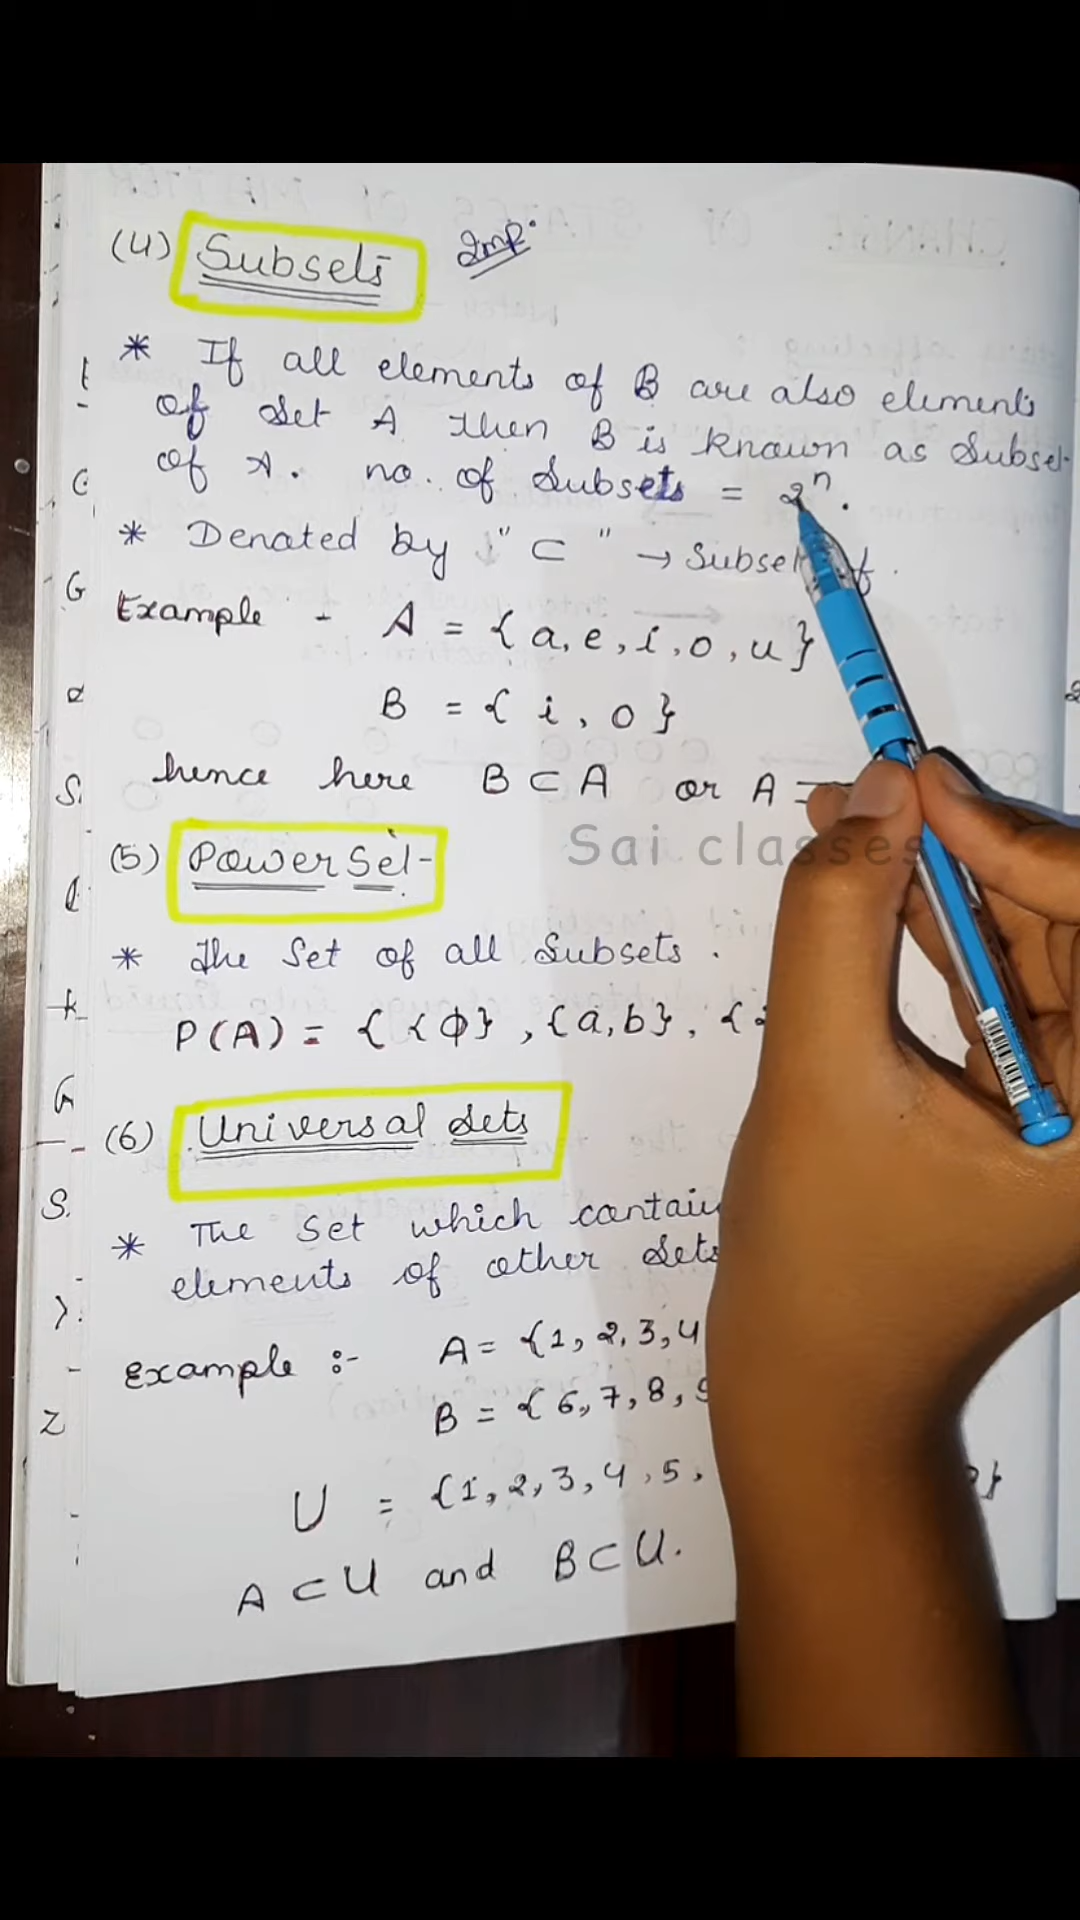 (4) Subsets Imp.
* If all elements of B are also elements
of set A then B is known as Subset
of A. no. of Subsets = 2ⁿ.
* Denated by ↓ " ⊂ " → Subset of.
Example - A = { a, e, i, o, u }
B = { i, o }
hence here B ⊂ A or A
Sai classes
(5) Power Set
* The Set of all Subsets.
P(A) = { {ϕ} , {a, b} , {
(6) Universal Sets
* The Set which
elements of other Sets
Example :- A = {1, 2, 3, 4
B = { 6, 7, 8, 9
U = {1, 2, 3, 4, 5, }
A ⊂ U and B ⊂ U.